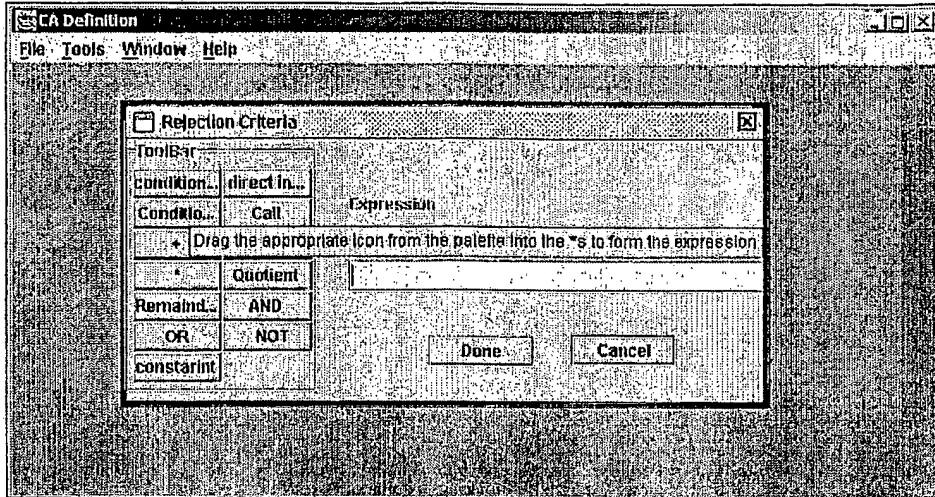 CA Definition
File Tools Window Help
Rejection Criteria
ToolBar
condition... direct in...
Conditio... Call
Expression
+ Drag the appropriate icon from the palette into the *s to form the expression
* Quotient
Remaind... AND
OR NOT
Done Cancel
constarint